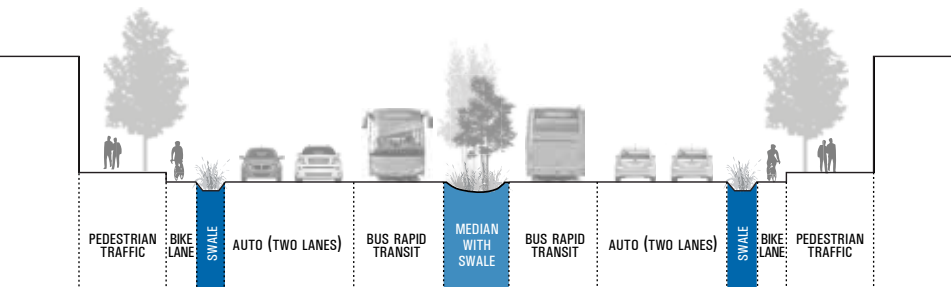 PEDESTRIAN
TRAFFIC
BIKE
LANE
SWALE
AUTO (TWO LANES)
BUS RAPID
TRANSIT
MEDIAN
WITH
SWALE
BUS RAPID
TRANSIT
AUTO (TWO LANES)
SWALE
BIKE
LANE
PEDESTRIAN
TRAFFIC